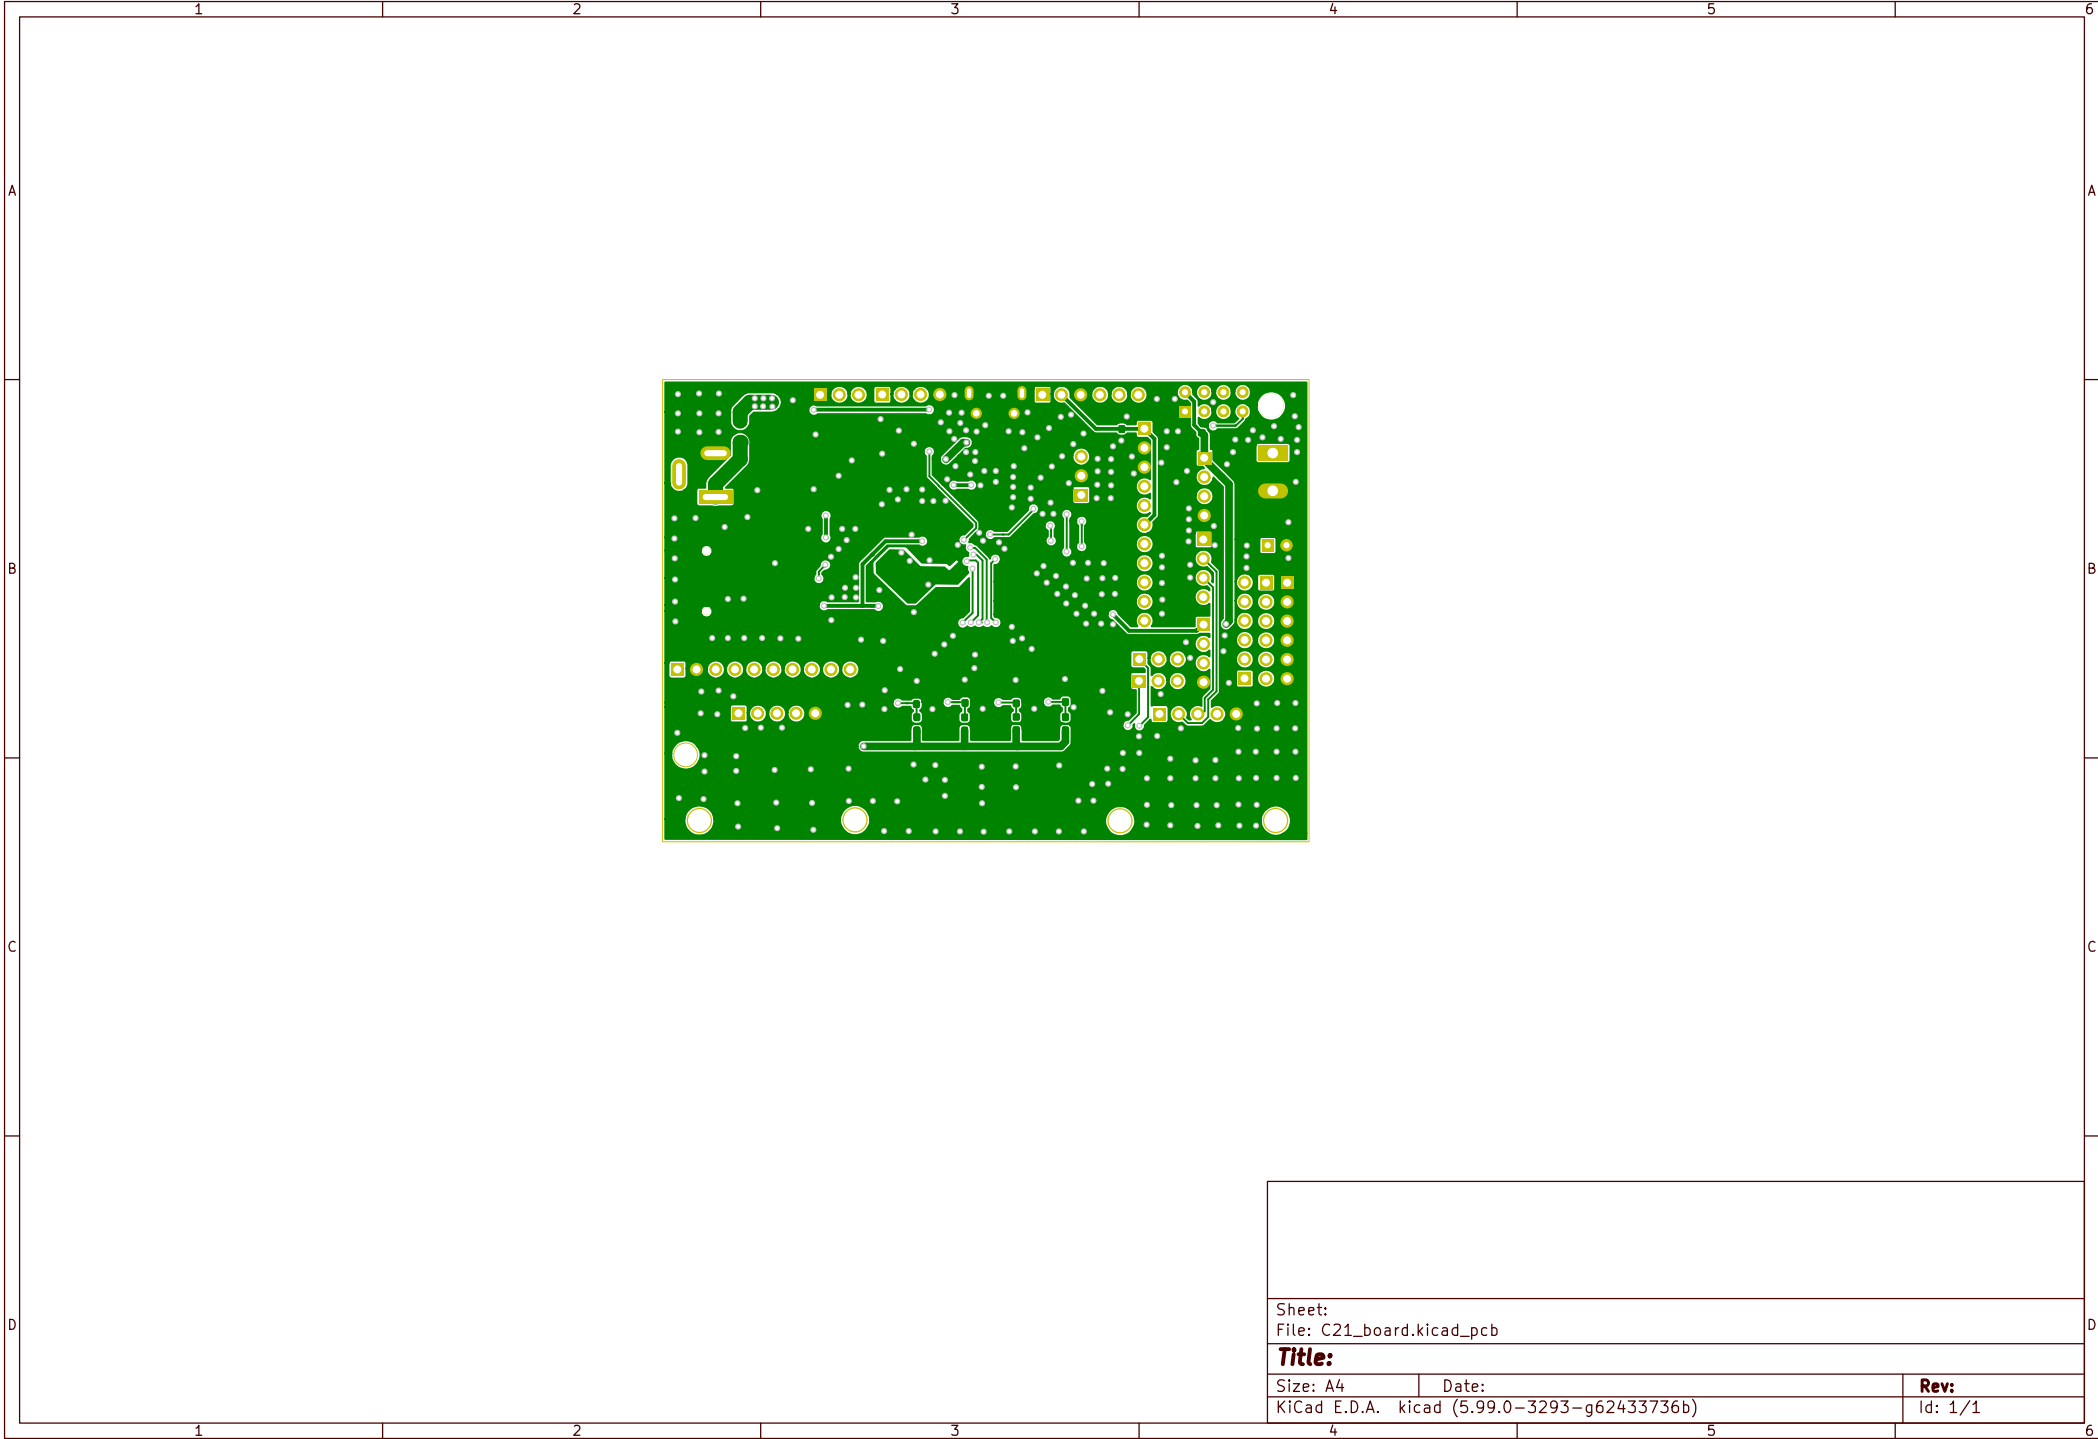 1 2 3 4 5 6
A A
B B
C C
D D
Sheet:
File: C21_board.kicad_pcb
Title:
Size: A4 Date: Rev:
KiCad E.D.A. kicad (5.99.0-3293-g62433736b) Id: 1/1
1 2 3 4 5 6